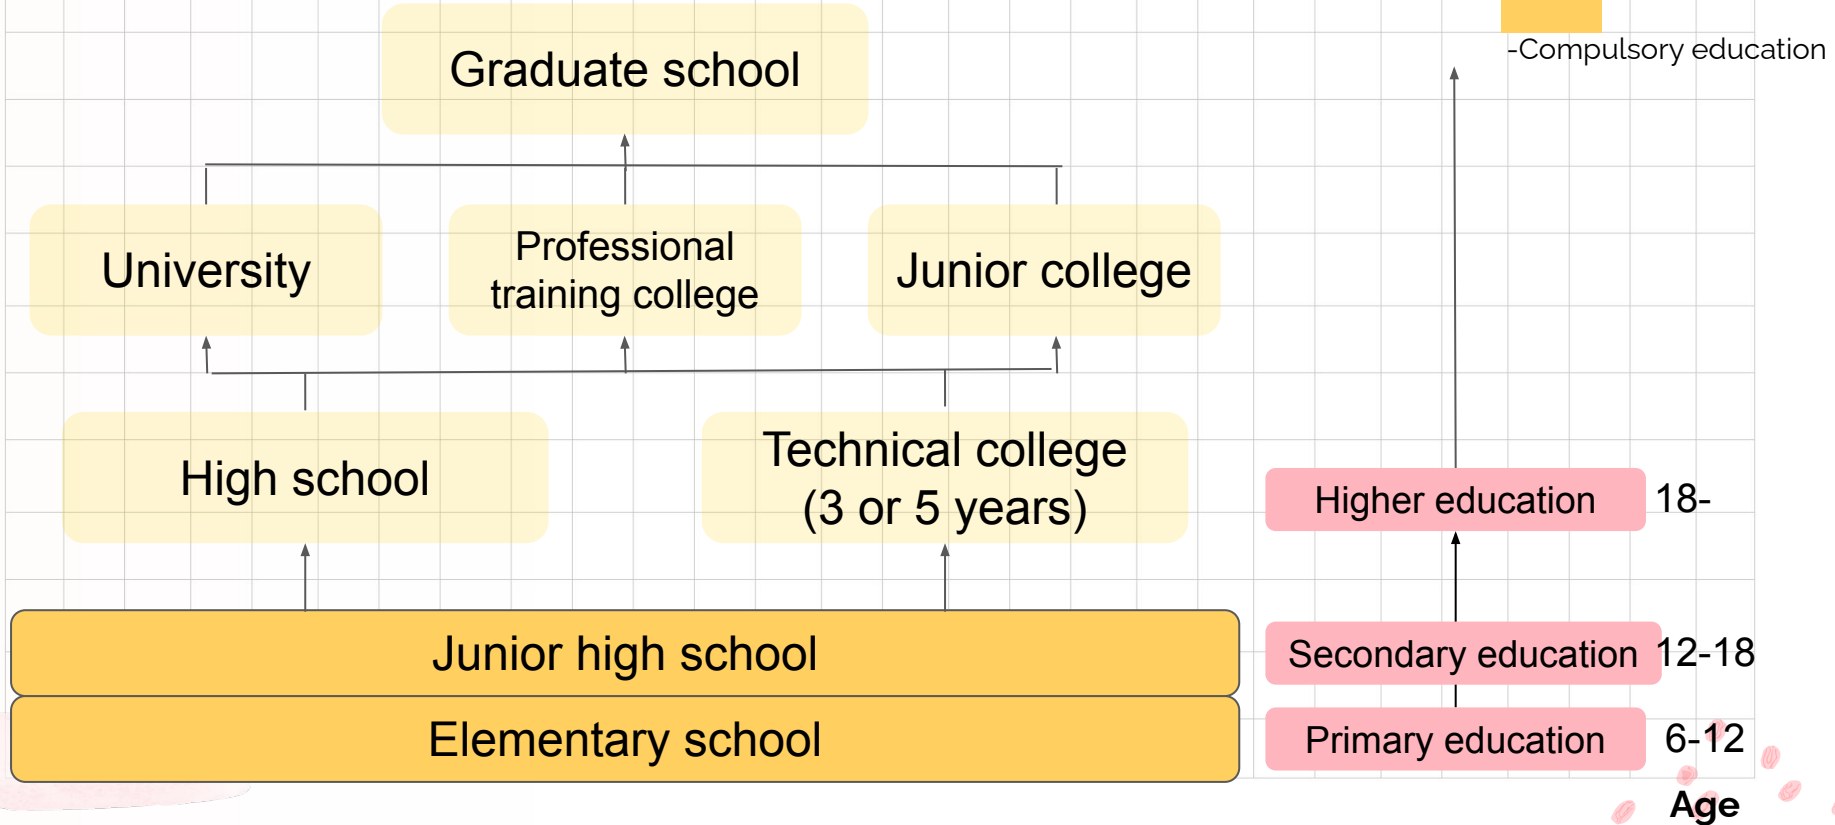 -Compulsory education
Graduate school
University
Professional
training college
Junior college
High school
Technical college
(3 or 5 years)
Higher education
18-
Junior high school
Secondary education
12-18
Elementary school
Primary education
6-12
Age